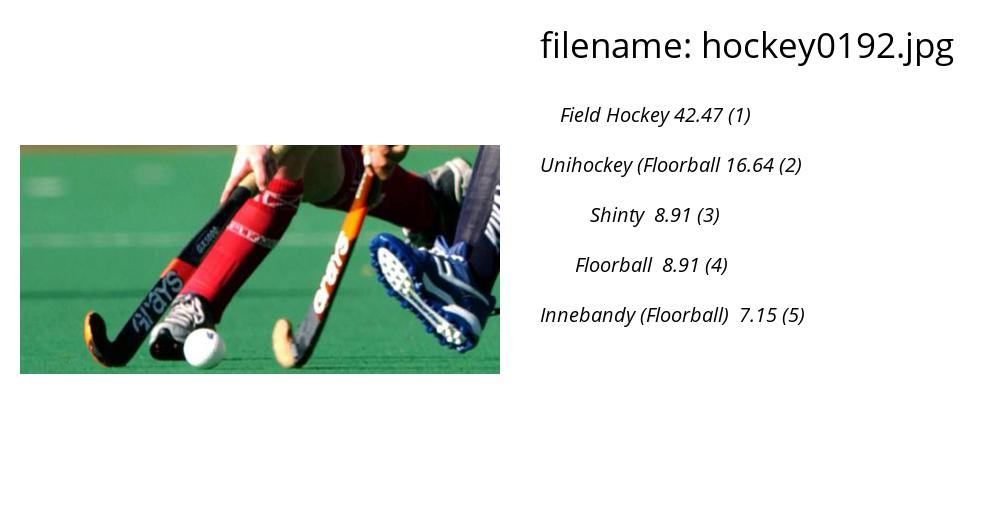 filename: hockey0192.jpg
Field Hockey 42.47 (1)
Unihockey (Floorball 16.64 (2)
Shinty 8.91 (3)
Floorball 8.91 (4)
Innebandy (Floorball) 7.15 (5)
GX5000
GRAYS
GRAYS